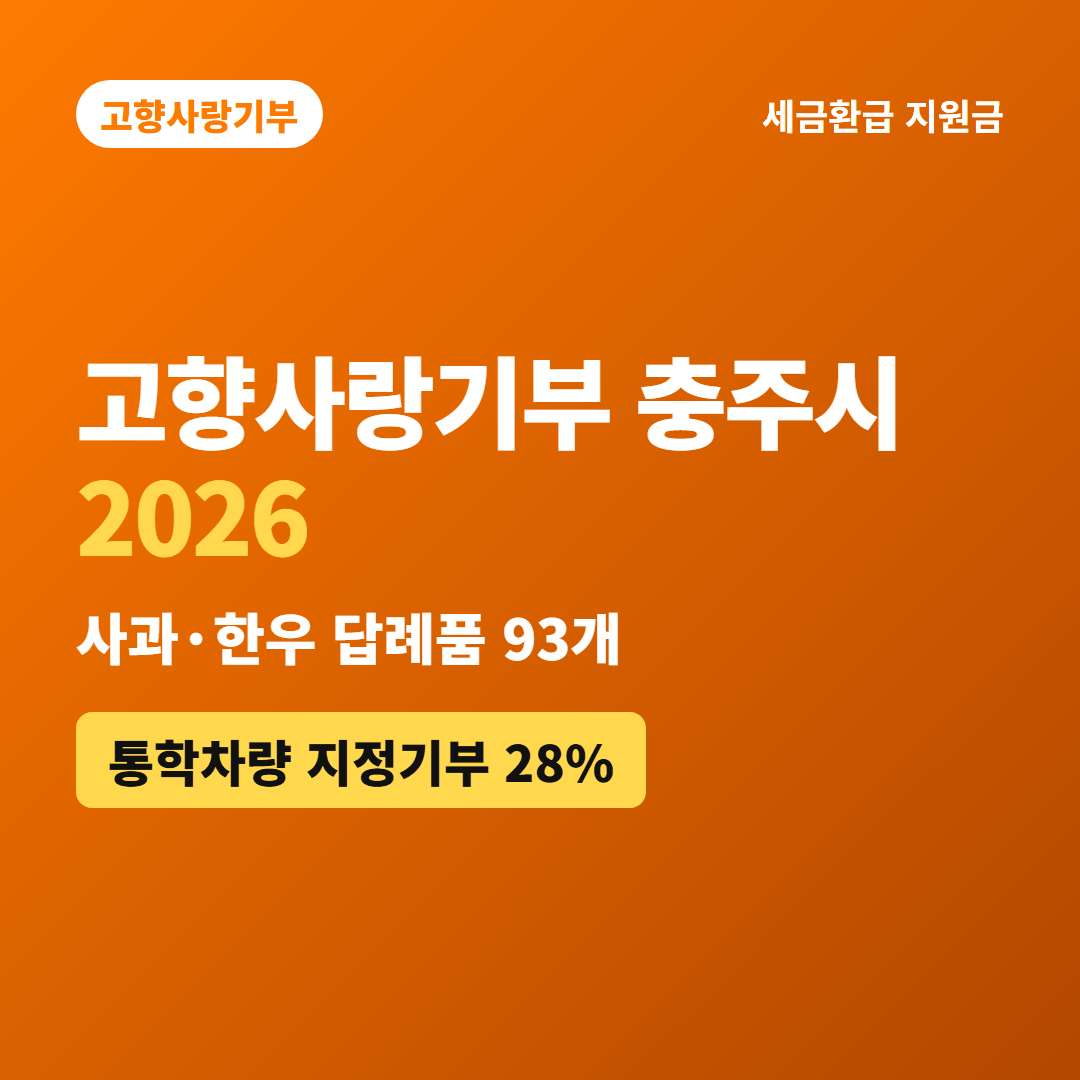 고향사랑기부
세금환급 지원금
고향사랑기부 충주시
2026
사과·한우 답례품 93개
통학차량 지정기부 28%